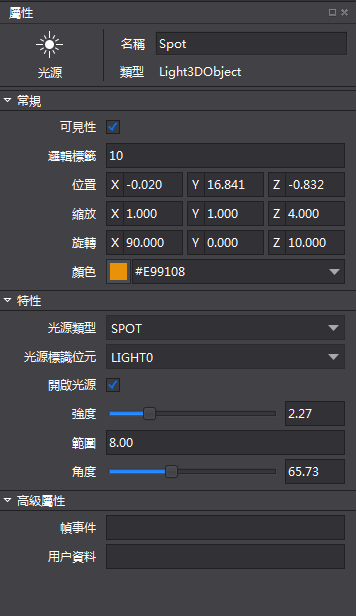 屬性
名稱 Spot
光源 類型 Light3DObject
常規
可見性
邏輯標籤 10
位置 X -0.020 Y 16.841 Z -0.832
縮放 X 1.000 Y 1.000 Z 4.000
旋轉 X 90.000 Y 0.000 Z 10.000
顏色 #E99108
特性
光源類型 SPOT
光源標識位元 LIGHT0
開啟光源
強度 2.27
範圍 8.00
角度 65.73
高級屬性
幀事件
用户資料